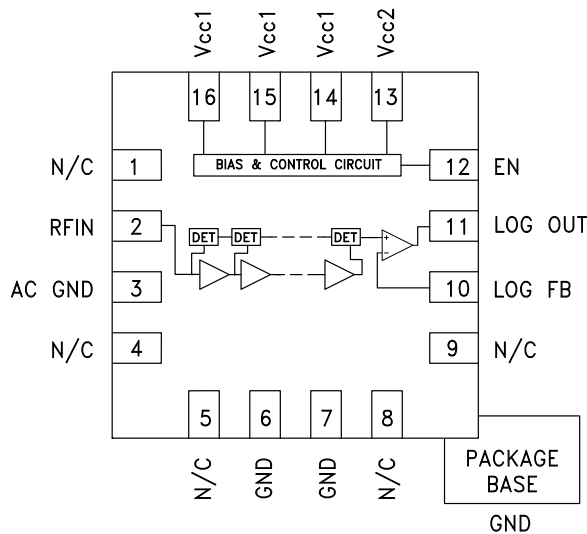 Vcc1
Vcc1
Vcc1
Vcc2
16
15
14
13
N/C
1
BIAS & CONTROL CIRCUIT
12
EN
RFIN
2
DET
DET
DET
+
−
11
LOG OUT
AC GND
3
10
LOG FB
N/C
4
9
N/C
5
6
7
8
N/C
GND
GND
N/C
PACKAGE
BASE
GND